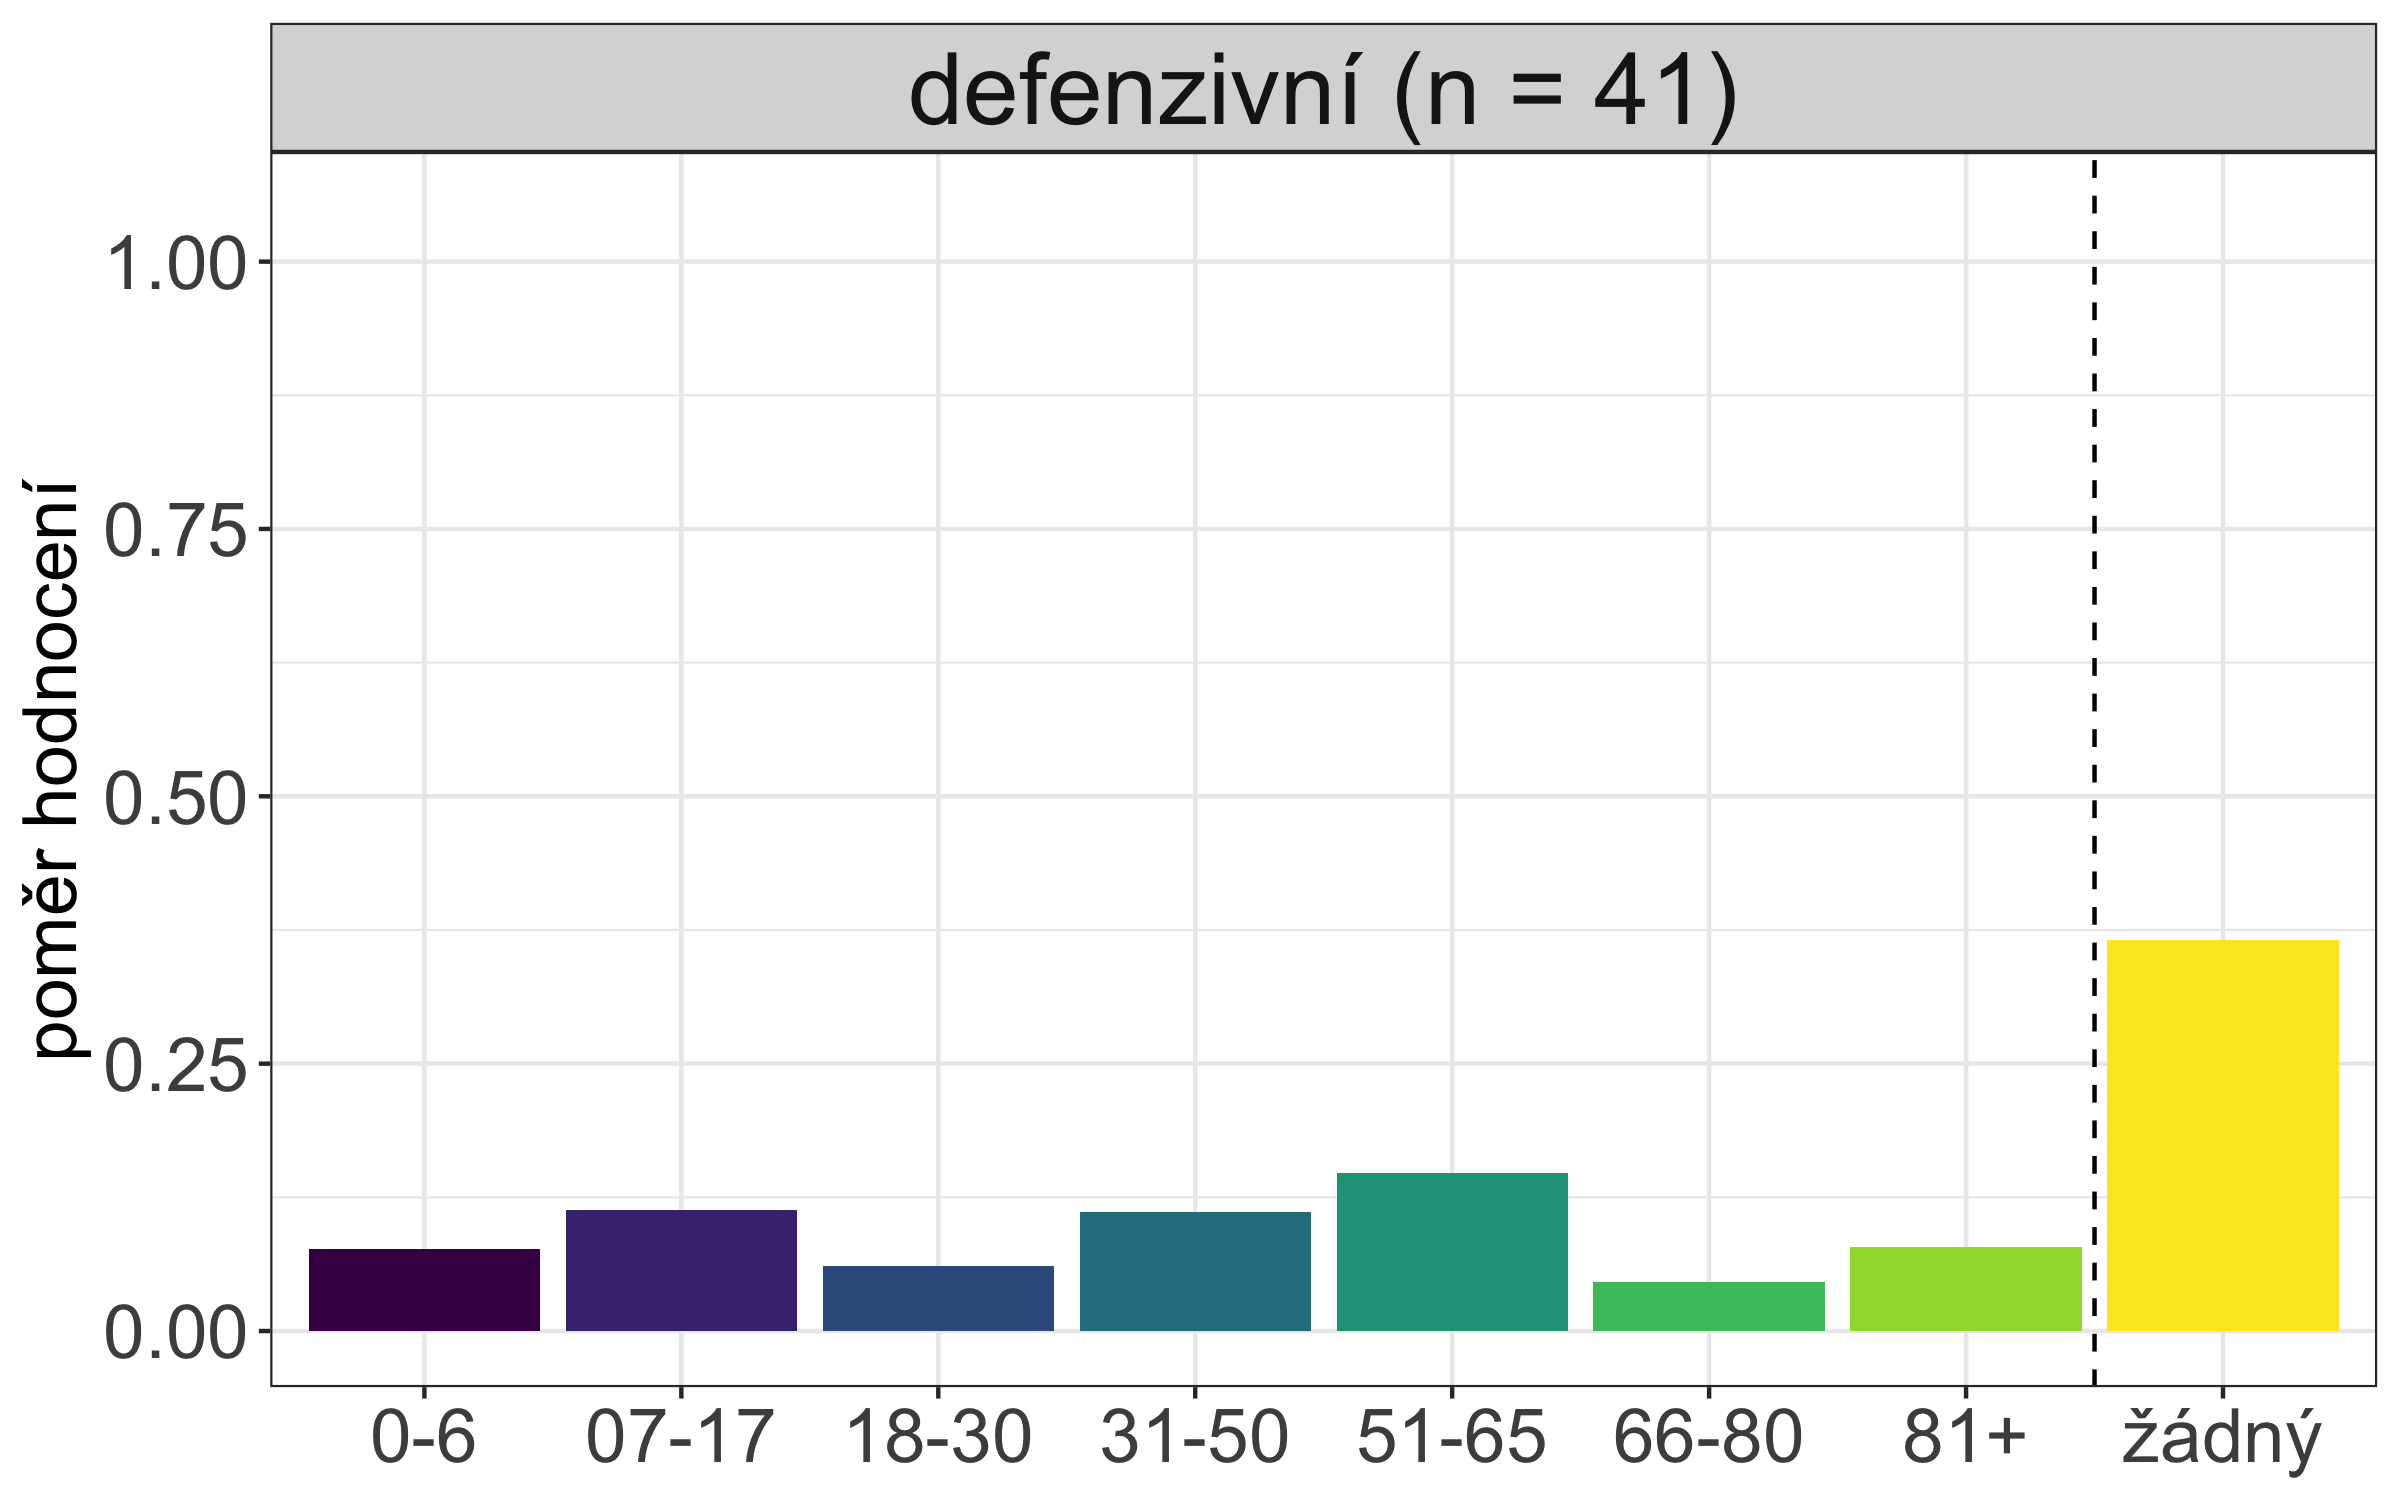 defenzivní (n = 41)
poměr hodnocení
1.00
0.75
0.50
0.25
0.00
0-6 07-17 18-30 31-50 51-65 66-80 81+ žádný